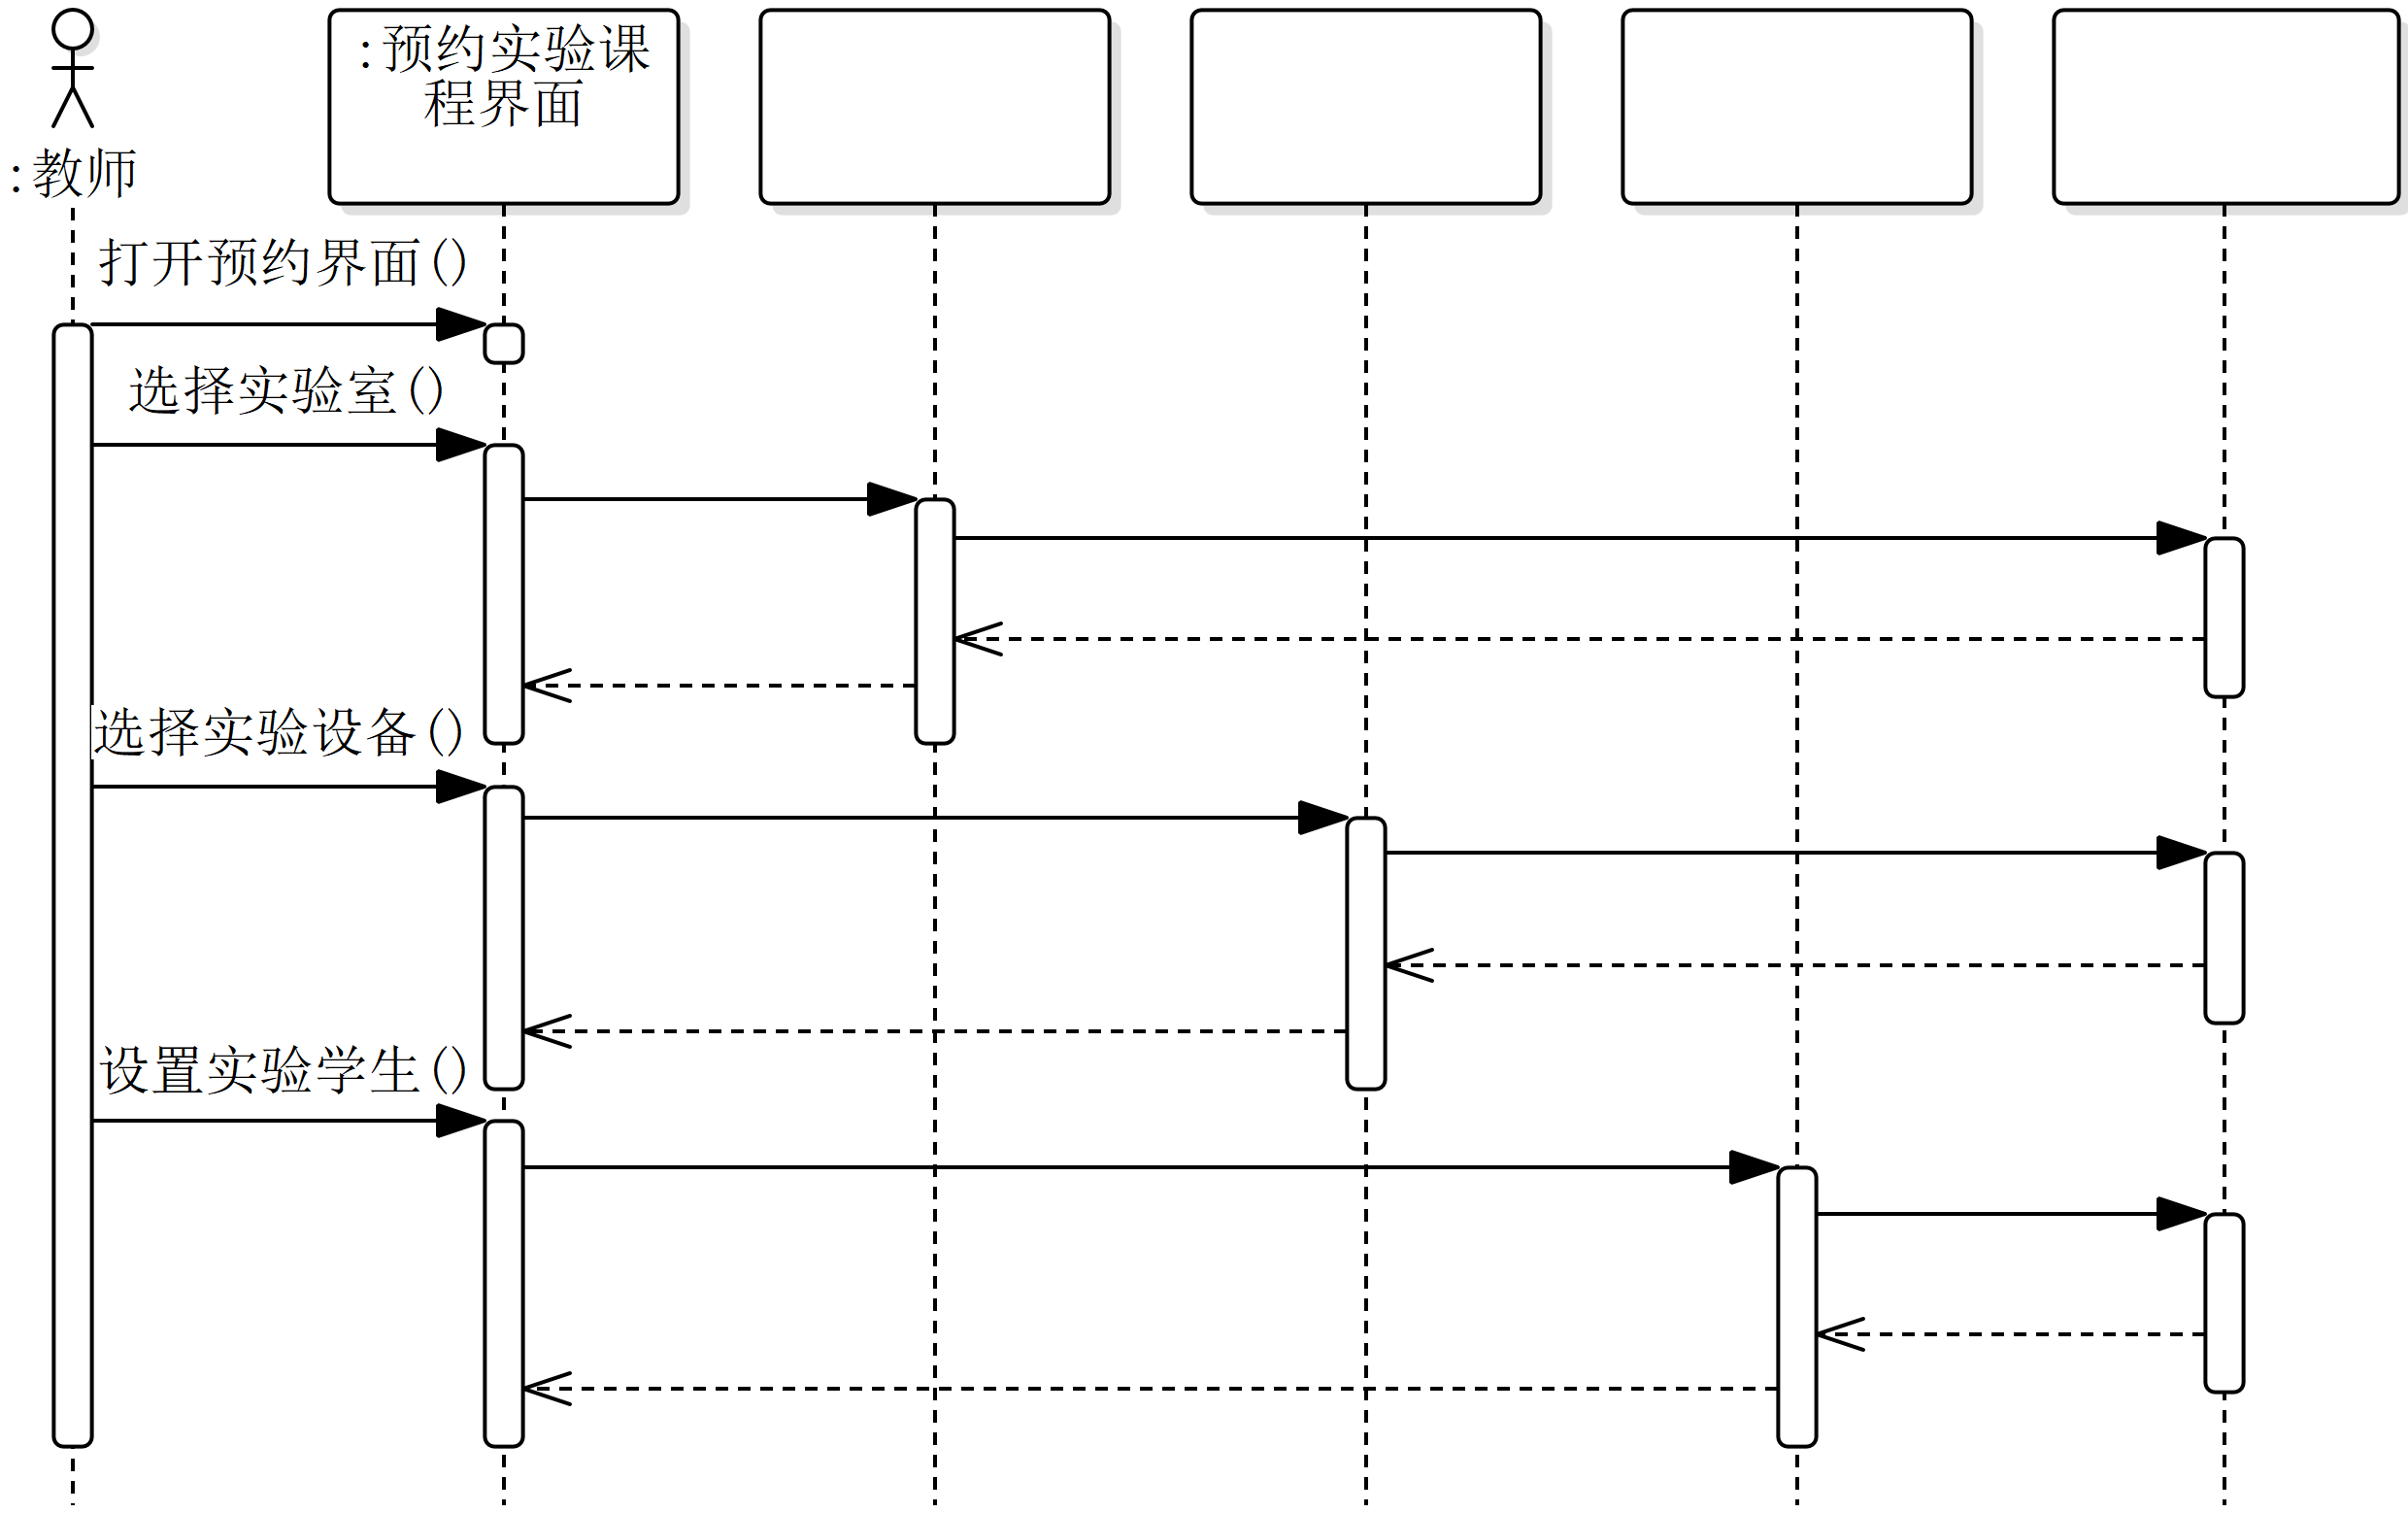 :预约实验课
程界面
:教师
打开预约界面()
选择实验室()
选择实验设备()
设置实验学生()